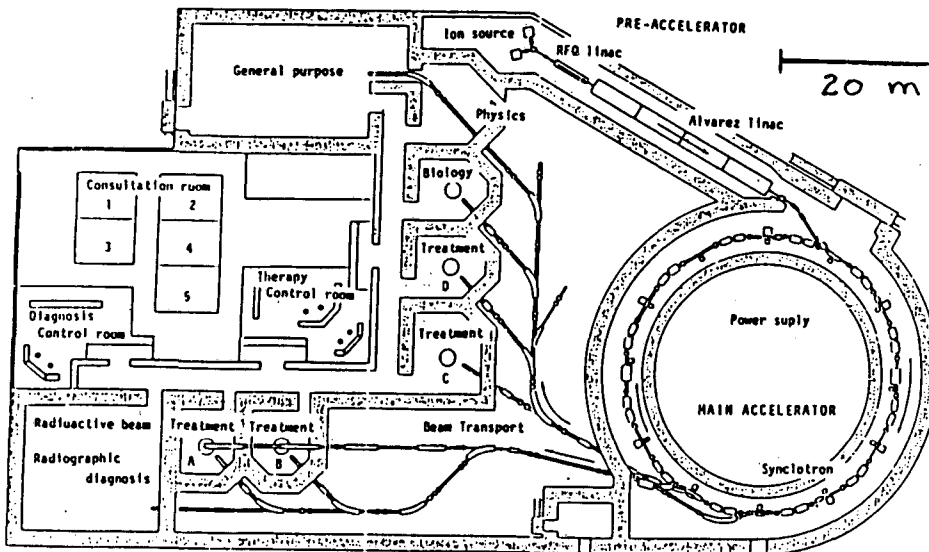 PRE-ACCELERATOR
Ion source
RFQ linac
20 m
General purpose
Physics
Alvarez linac
Biology
Consultation room
1
2
3
4
5
Treatment
D
Therapy
Control room
Diagnosis
Control room
Treatment
C
Power suply
MAIN ACCELERATOR
Synclotron
Beam Transport
Radiuactive beam
Radiographic
diagnosis
Treatment
A
Treatment
B